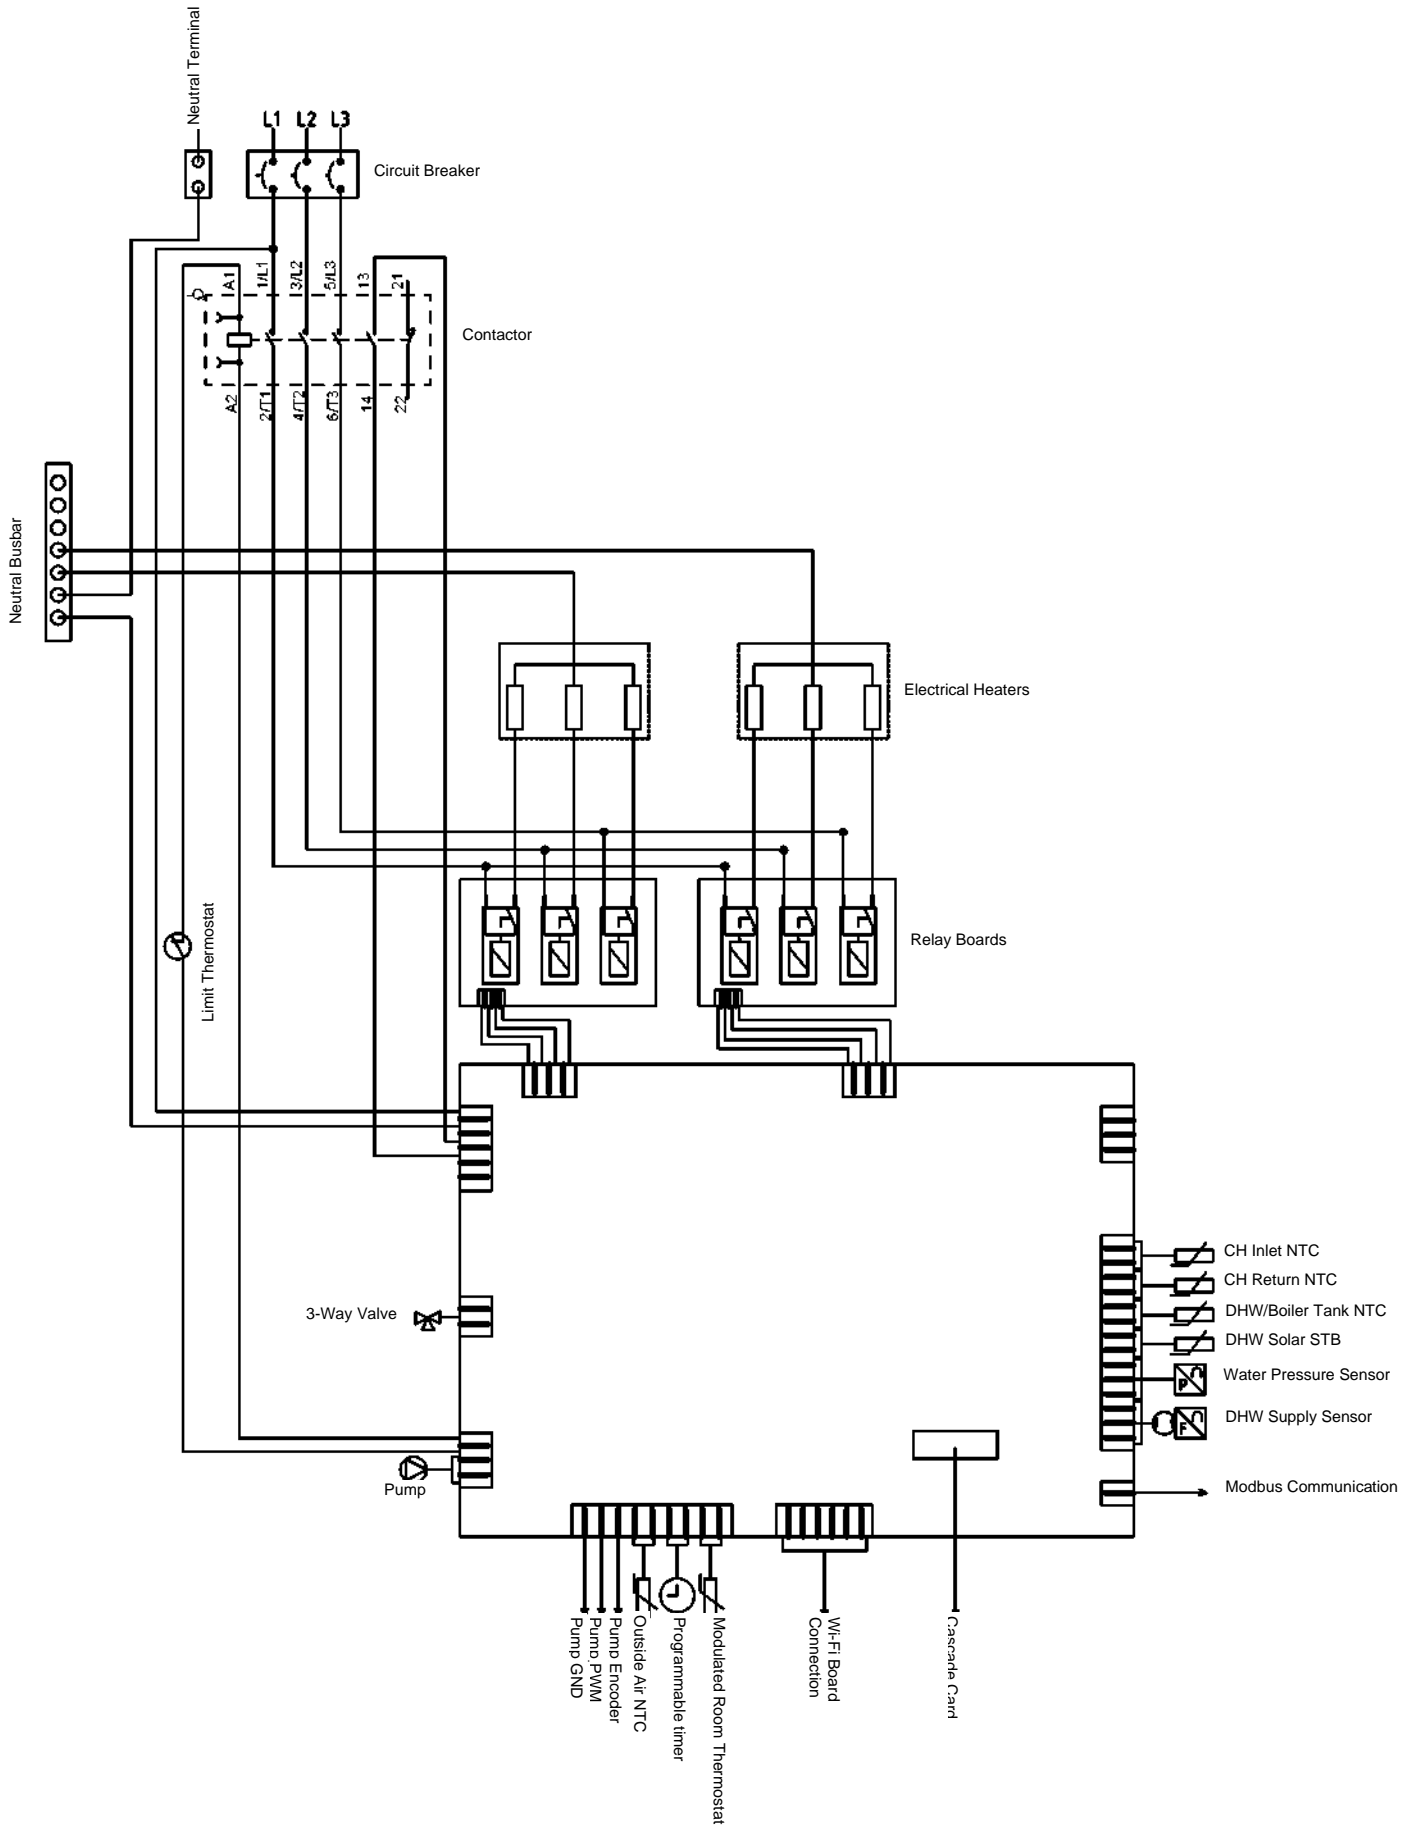 Neutral Terminal
L1 L2 L3
Circuit Breaker
A1 1/L1 3/L2 5/L3 13 21
Contactor
A2 2/T1 4/T2 6/T3 14 22
Neutral Busbar
Electrical Heaters
Relay Boards
Limit Thermostat
CH Inlet NTC
CH Return NTC
DHW/Boiler Tank NTC
DHW Solar STB
Water Pressure Sensor
P
DHW Supply Sensor
F
3-Way Valve
Pump
Modbus Communication
Pump GND
Pump PWM
Pump Encoder
Outside Air NTC
Programmable timer
Modulated Room Thermostat
Wi-Fi Board
Connection
Cascade Card